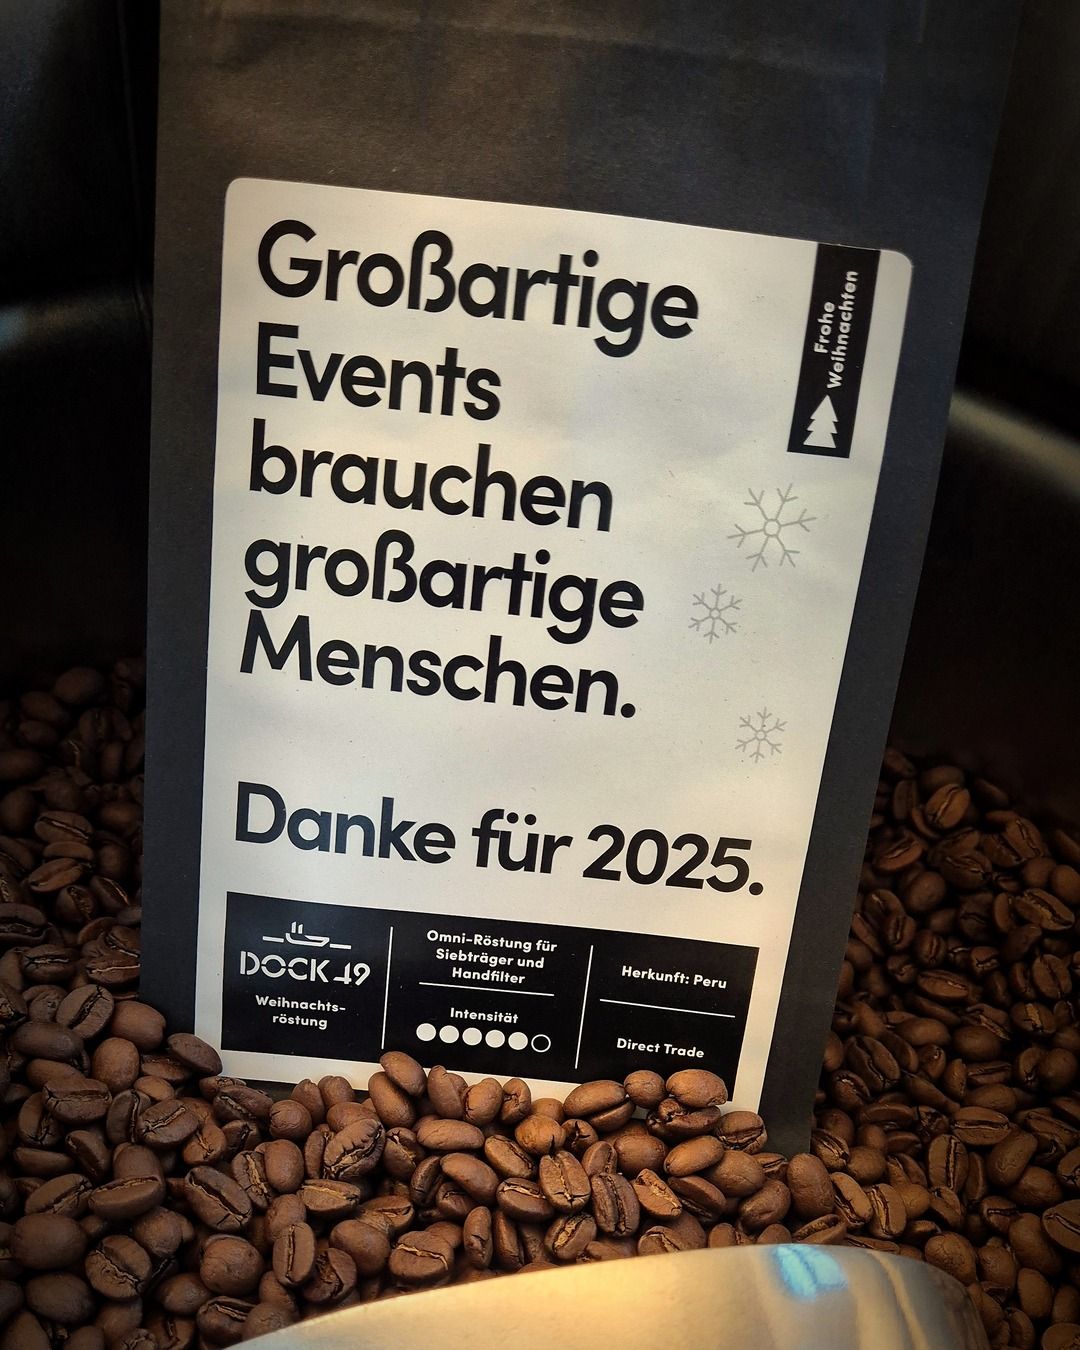 Großartige
Events
brauchen
großartige
Menschen.
Frohe
Weihnachten
Danke für 2025.
DOCK 49
Weihnachts-
röstung
Omni-Röstung für
Siebträger und
Handfilter
Intensität
Herkunft: Peru
Direct Trade